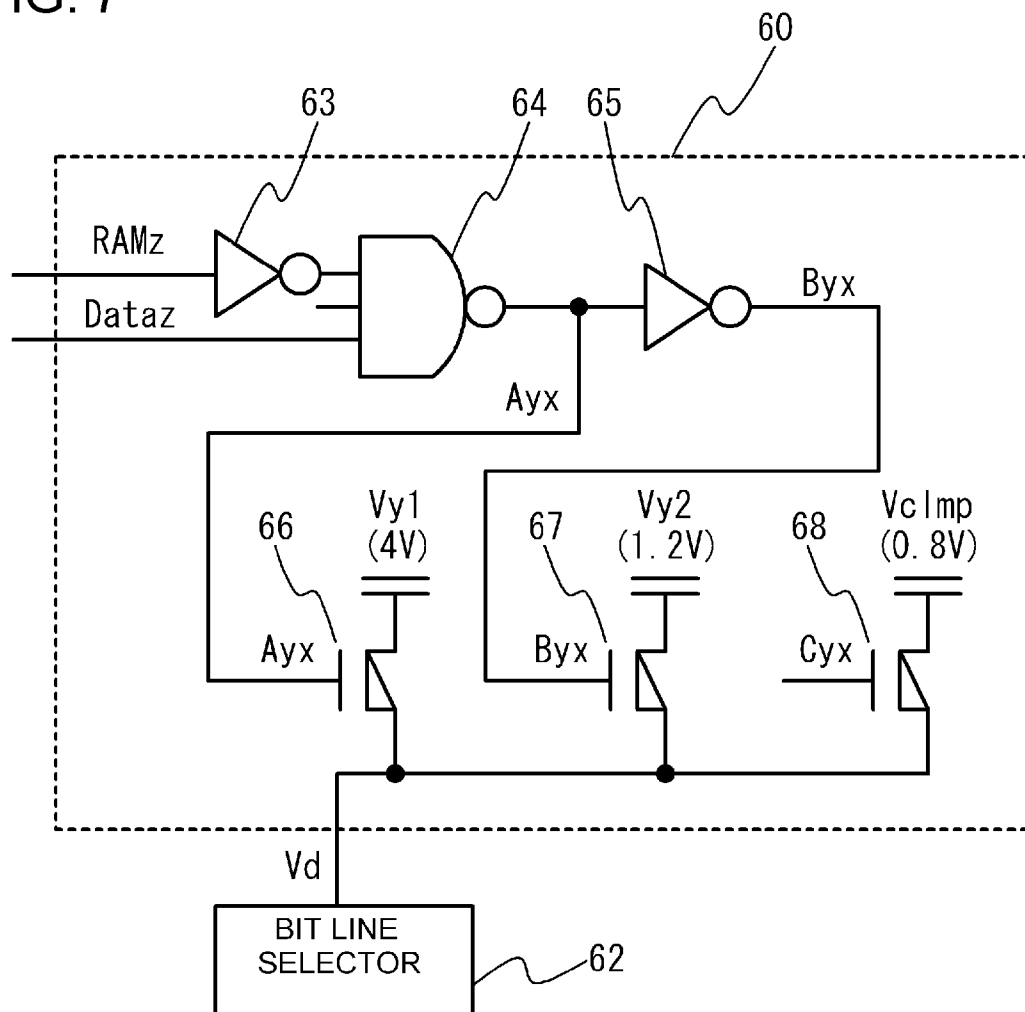 FIG. 7
60
63
64
65
RAMz
Dataz
Byx
Ayx
Vy1
(4V)
Vy2
(1.2V)
Vclmp
(0.8V)
66
67
68
Ayx
Byx
Cyx
Vd
BIT LINE
SELECTOR
62